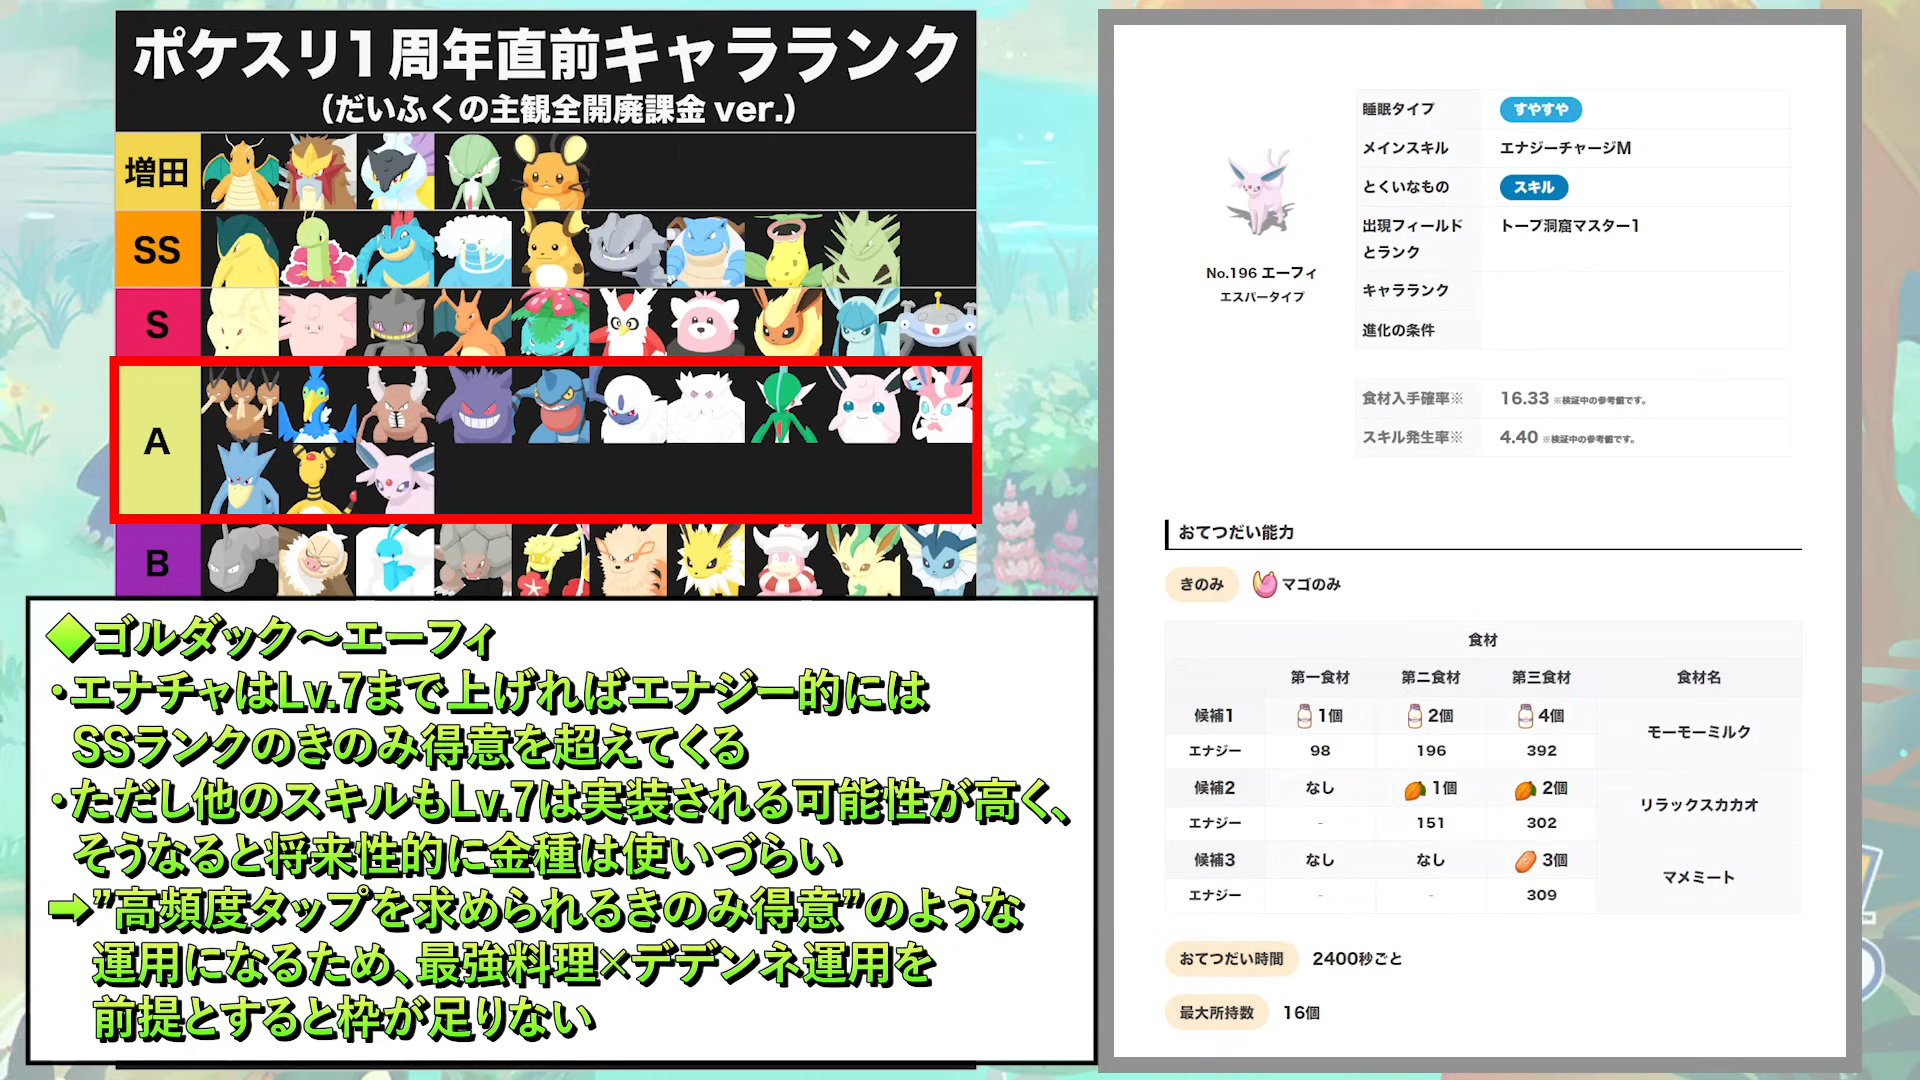 ポケスリ1周年直前キャラランク
（だいふくの主観全開廃課金 ver.）
増田
SS
S
A
B
◆ゴルダック～エーフィ
・エナチャはLv.7まで上げればエナジー的には
SSランクのきのみ得意を超えてくる
・ただし他のスキルもLv.7は実装される可能性が高く、
そうなると将来性的に金種は使いづらい
➡”高頻度タップを求められるきのみ得意”のような
運用になるため、最強料理×デデンネ運用を
前提とすると枠が足りない
No.196 エーフィ
エスパータイプ
睡眠タイプ すやすや
メインスキル エナジーチャージM
とくいなもの スキル
出現フィールドとランク トープ洞窟マスター1
キャラランク
進化の条件
食材入手確率※ 16.33 ※検証中の参考値です。
スキル発生率※ 4.40 ※検証中の参考値です。
おてつだい能力
きのみ マゴのみ
食材
第一食材 第二食材 第三食材 食材名
候補1 1個 2個 4個 モーモーミルク
エナジー 98 196 392
候補2 なし 1個 2個 リラックスカカオ
エナジー - 151 302
候補3 なし なし 3個 マメミート
エナジー - - 309
おてつだい時間 2400秒ごと
最大所持数 16個